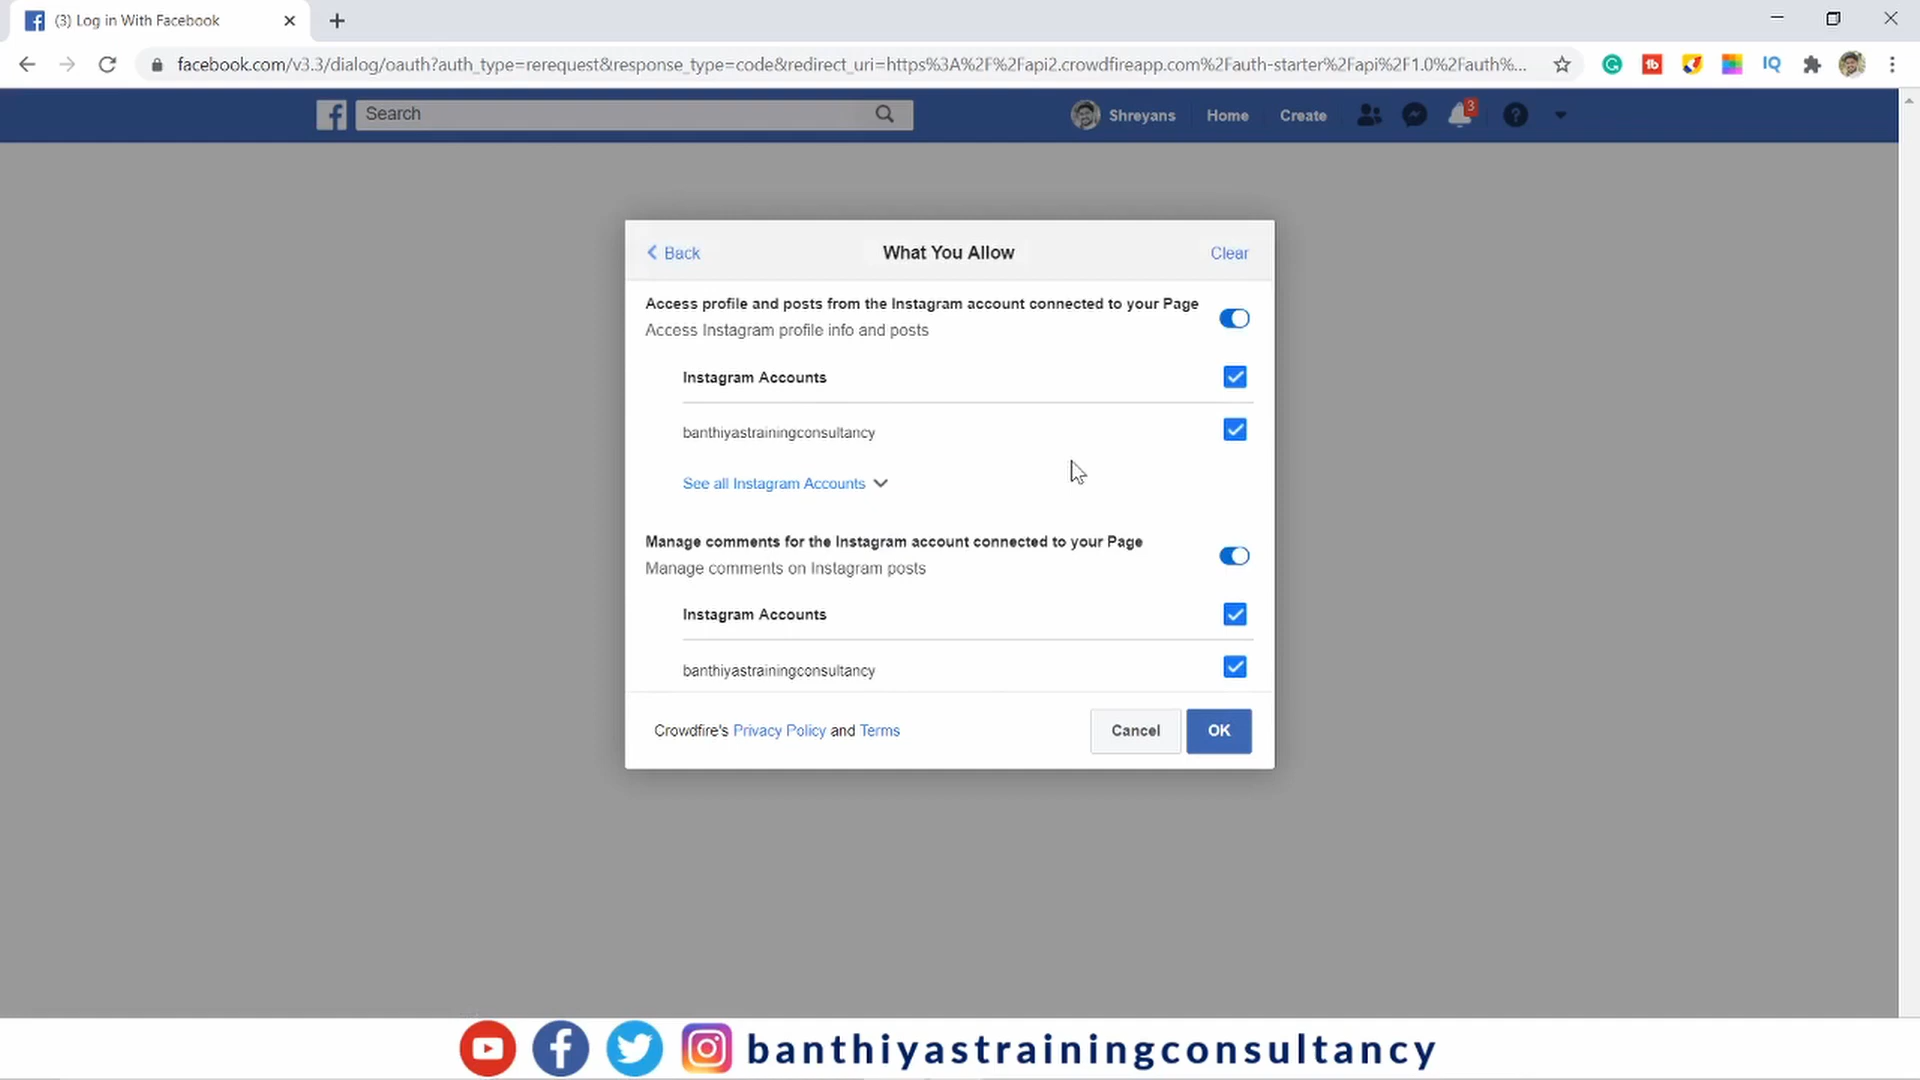 (3) Log in With Facebook
facebook.com/v3.3/dialog/oauth?auth_type=rerequest&response_type=code&redirect_uri=https%3A%2F%2Fapi2.crowdfireapp.com%2Fauth-starter%2Fapi%2F1.0%2Fauth%...
Search
Shreyans Home Create 3
Back What You Allow Clear
Access profile and posts from the Instagram account connected to your Page
Access Instagram profile info and posts
Instagram Accounts
banthiyastrainingconsultancy
See all Instagram Accounts
Manage comments for the Instagram account connected to your Page
Manage comments on Instagram posts
Instagram Accounts
banthiyastrainingconsultancy
Crowdfire's Privacy Policy and Terms Cancel OK
banthiyastrainingconsultancy